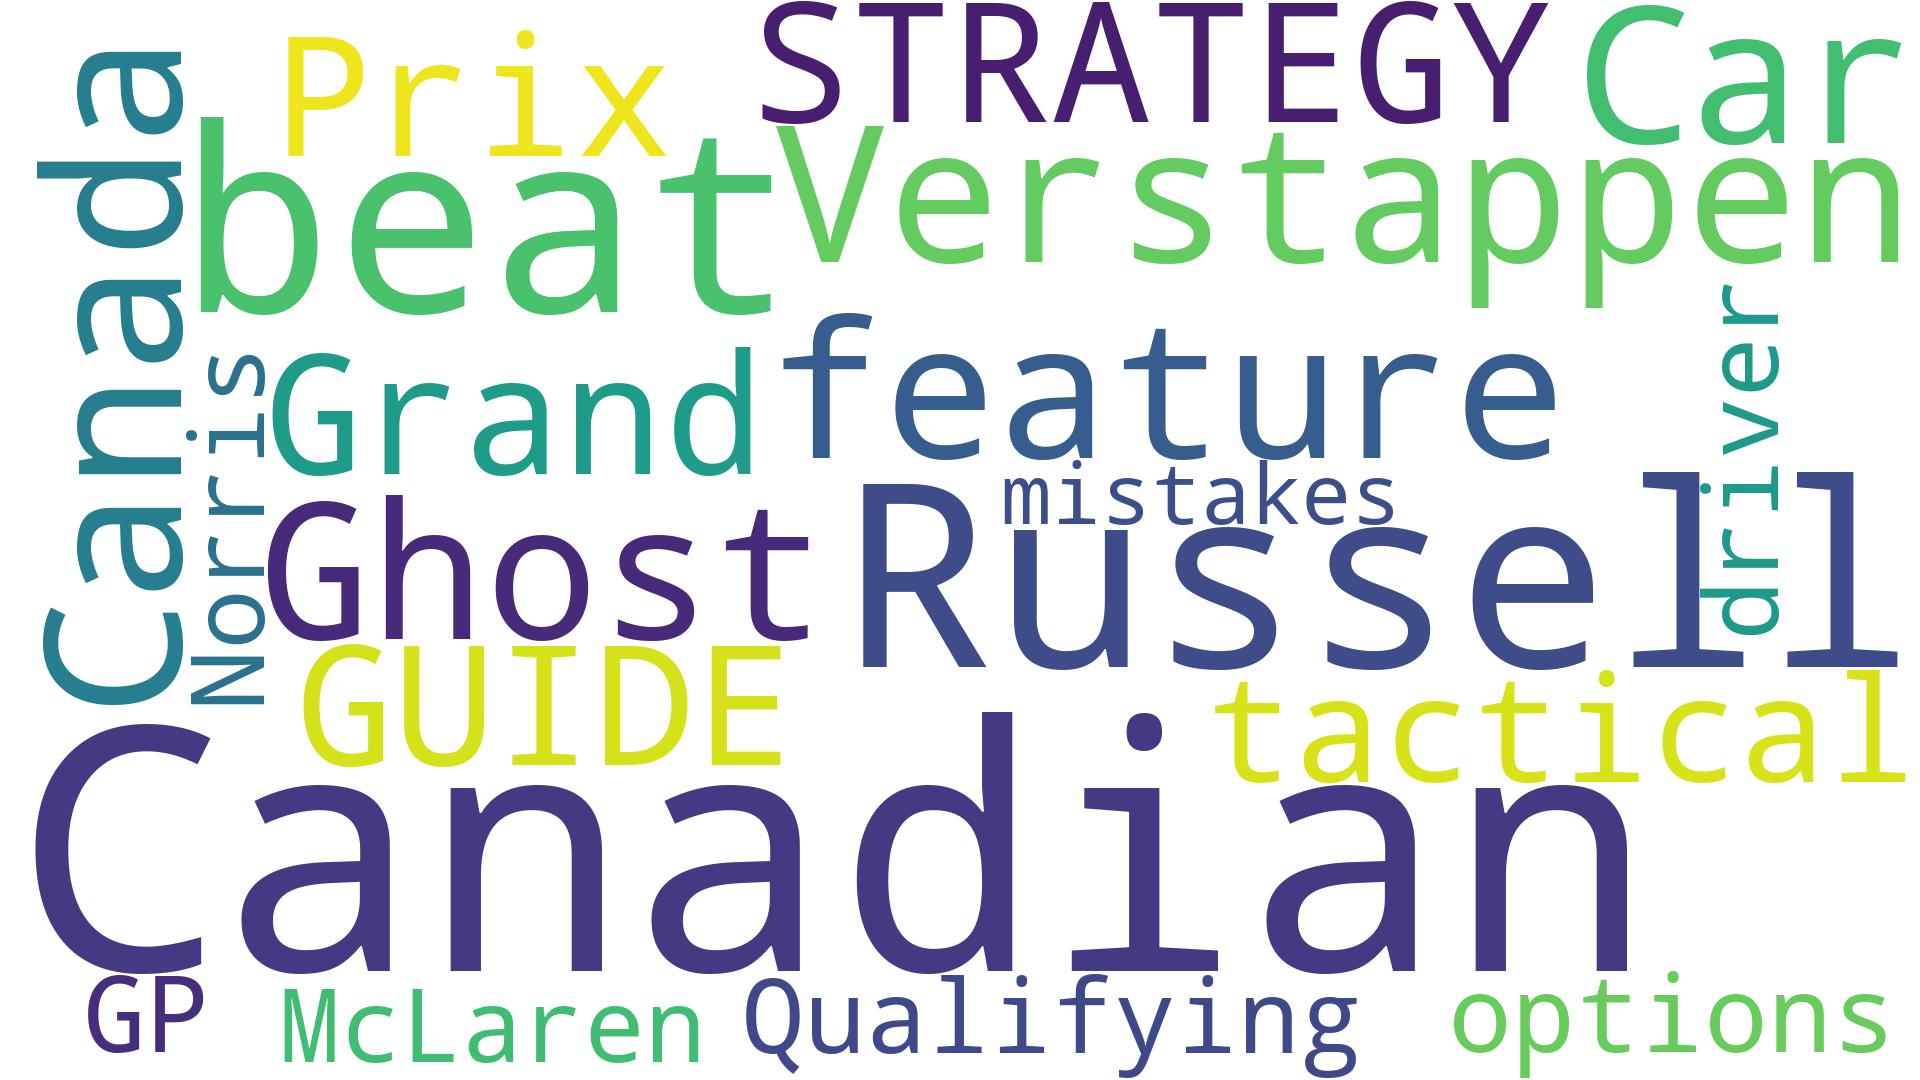 Canada
Prix
STRATEGY
Car
beat
Verstappen
Norris
Grand
feature
driver
mistakes
Ghost
Russell
GUIDE
tactical
Canadian
GP
McLaren
Qualifying
options